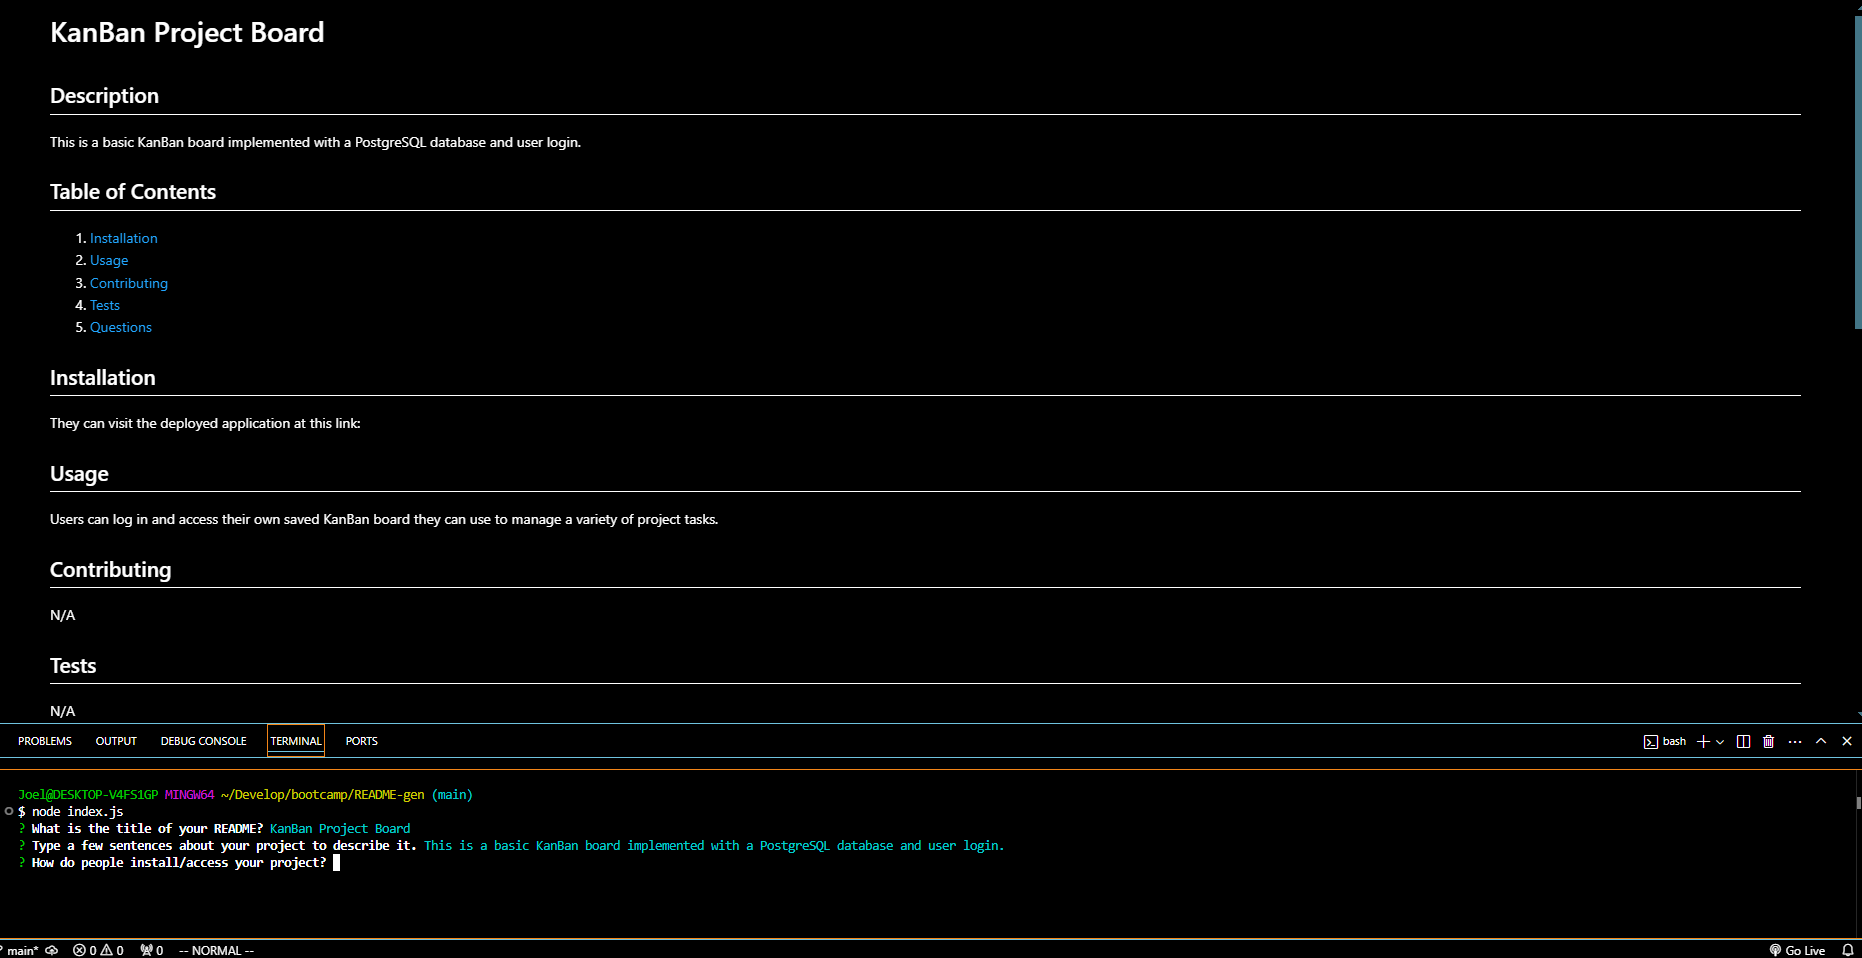 KanBan Project Board
Description
This is a basic KanBan board implemented with a PostgreSQL database and user login.
Table of Contents
1. Installation
2. Usage
3. Contributing
4. Tests
5. Questions
Installation
They can visit the deployed application at this link:
Usage
Users can log in and access their own saved KanBan board they can use to manage a variety of project tasks.
Contributing
N/A
Tests
N/A
PROBLEMS OUTPUT DEBUG CONSOLE TERMINAL PORTS bash
Joel@DESKTOP-V4FS1GP MINGW64 ~/Develop/bootcamp/README-gen (main)
$ node index.js
? What is the title of your README? KanBan Project Board
? Type a few sentences about your project to describe it. This is a basic KanBan board implemented with a PostgreSQL database and user login.
? How do people install/access your project?
main* 0 0 0 -- NORMAL -- Go Live